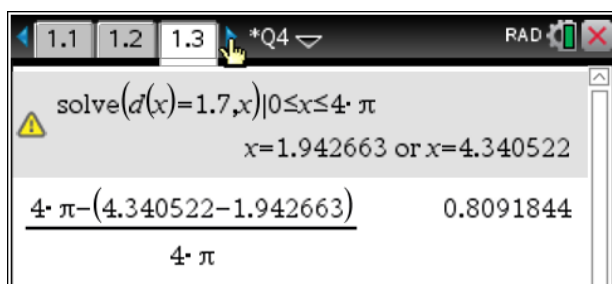 1.1 1.2 1.3 *Q4 RAD
solve(d(x)=1.7,x)|0≤x≤4·π
x=1.942663 or x=4.340522
4·π−(4.340522−1.942663) 0.8091844
4·π